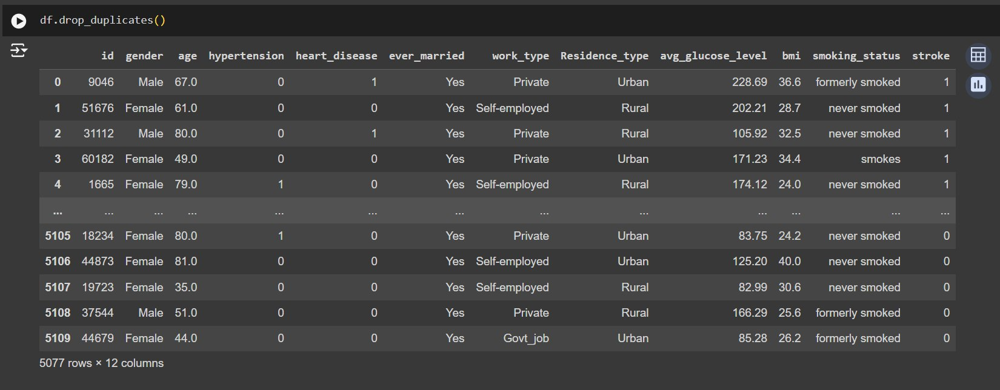 df.drop_duplicates()
id gender age hypertension heart_disease ever_married work_type Residence_type avg_glucose_level bmi smoking_status stroke
0 9046 Male 67.0 0 1 Yes Private Urban 228.69 36.6 formerly smoked 1
1 51676 Female 61.0 0 0 Yes Self-employed Rural 202.21 28.7 never smoked 1
2 31112 Male 80.0 0 1 Yes Private Rural 105.92 32.5 never smoked 1
3 60182 Female 49.0 0 0 Yes Private Urban 171.23 34.4 smokes 1
4 1665 Female 79.0 1 0 Yes Self-employed Rural 174.12 24.0 never smoked 1
... ... ... ... ... ... ... ... ... ... ... ... ...
5105 18234 Female 80.0 1 0 Yes Private Urban 83.75 24.2 never smoked 0
5106 44873 Female 81.0 0 0 Yes Self-employed Urban 125.20 40.0 never smoked 0
5107 19723 Female 35.0 0 0 Yes Self-employed Rural 82.99 30.6 never smoked 0
5108 37544 Male 51.0 0 0 Yes Private Rural 166.29 25.6 formerly smoked 0
5109 44679 Female 44.0 0 0 Yes Govt_job Urban 85.28 26.2 formerly smoked 0
5077 rows × 12 columns